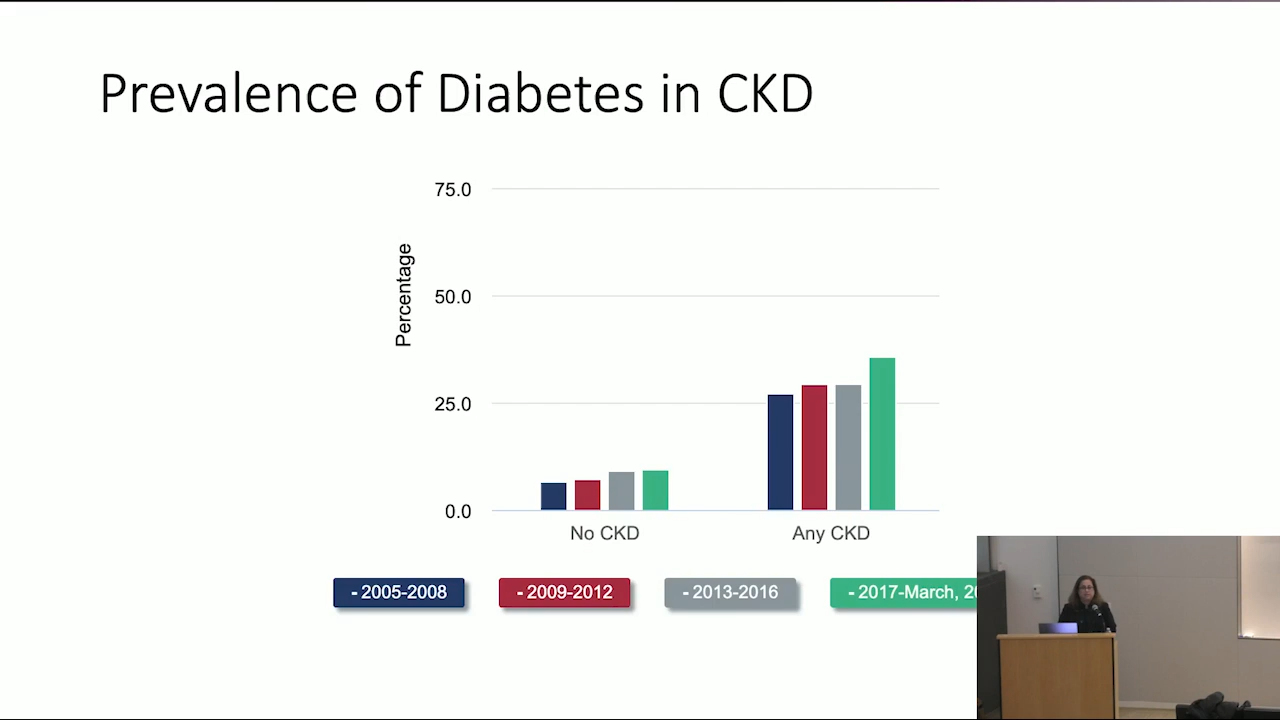 Prevalence of Diabetes in CKD
75.0
50.0
25.0
0.0
Percentage
No CKD
Any CKD
- 2005-2008
- 2009-2012
- 2013-2016
- 2017-March, 2